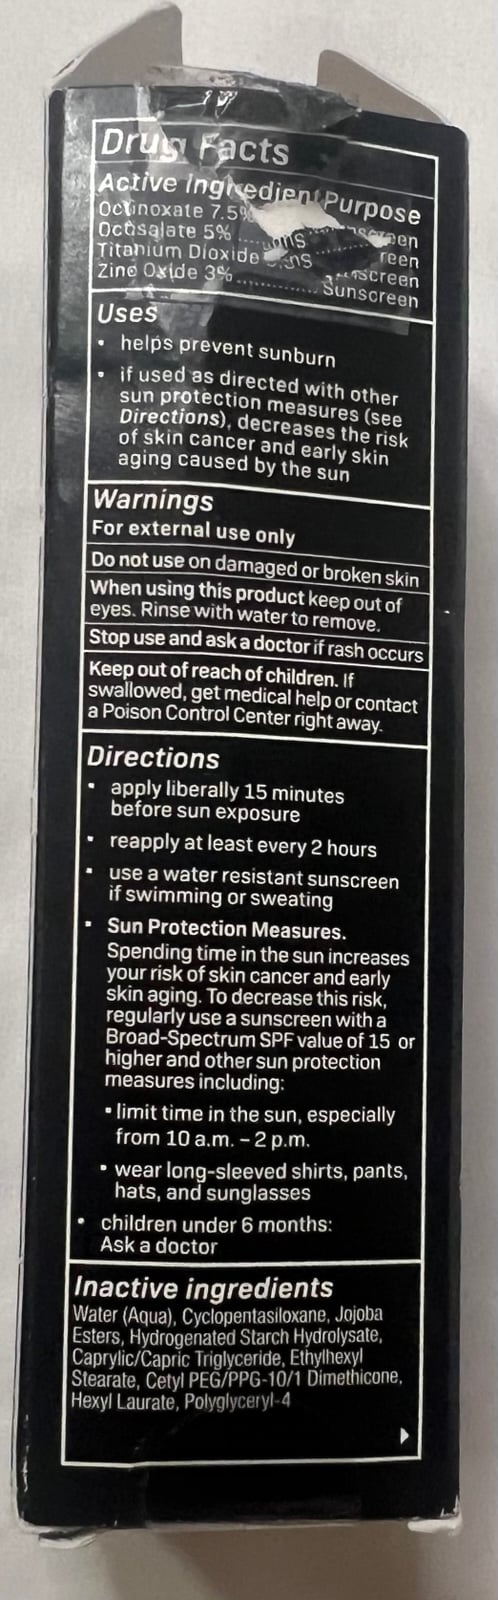 Drug Facts
Active Ingredient Purpose
Octinoxate 7.5%
Octisalate 5%
Titanium Dioxide
Zinc Oxide 3% ................ Sunscreen
Uses
• helps prevent sunburn
• if used as directed with other
sun protection measures (see
Directions), decreases the risk
of skin cancer and early skin
aging caused by the sun
Warnings
For external use only
Do not use on damaged or broken skin
When using this product keep out of
eyes. Rinse with water to remove.
Stop use and ask a doctor if rash occurs
Keep out of reach of children. If
swallowed, get medical help or contact
a Poison Control Center right away.
Directions
• apply liberally 15 minutes
before sun exposure
• reapply at least every 2 hours
• use a water resistant sunscreen
if swimming or sweating
• Sun Protection Measures.
Spending time in the sun increases
your risk of skin cancer and early
skin aging. To decrease this risk,
regularly use a sunscreen with a
Broad-Spectrum SPF value of 15 or
higher and other sun protection
measures including:
• limit time in the sun, especially
from 10 a.m. – 2 p.m.
• wear long-sleeved shirts, pants,
hats, and sunglasses
• children under 6 months:
Ask a doctor
Inactive ingredients
Water (Aqua), Cyclopentasiloxane, Jojoba
Esters, Hydrogenated Starch Hydrolysate,
Caprylic/Capric Triglyceride, Ethylhexyl
Stearate, Cetyl PEG/PPG-10/1 Dimethicone,
Hexyl Laurate, Polyglyceryl-4